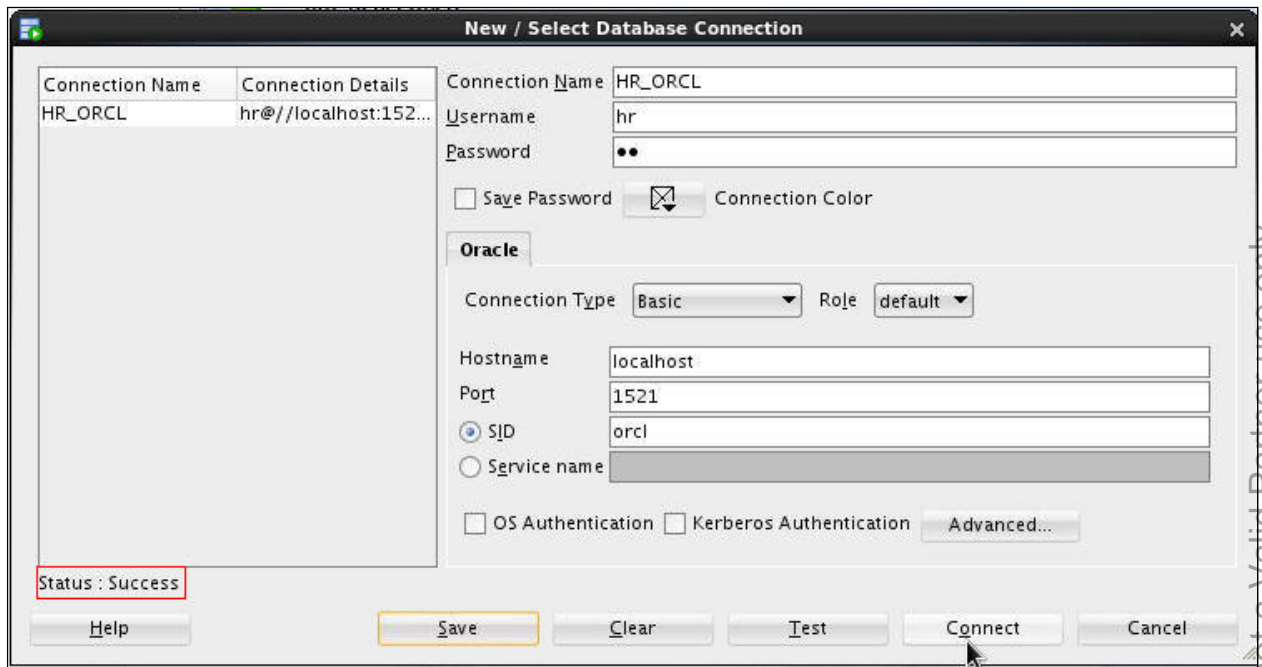 New / Select Database Connection
Connection Name Connection Details
HR_ORCL hr@//localhost:152...
Connection Name HR_ORCL
Username hr
Password ••
Save Password Connection Color
Oracle
Connection Type Basic Role default
Hostname localhost
Port 1521
SID orcl
Service name
OS Authentication Kerberos Authentication Advanced...
Status : Success
Help Save Clear Test Connect Cancel